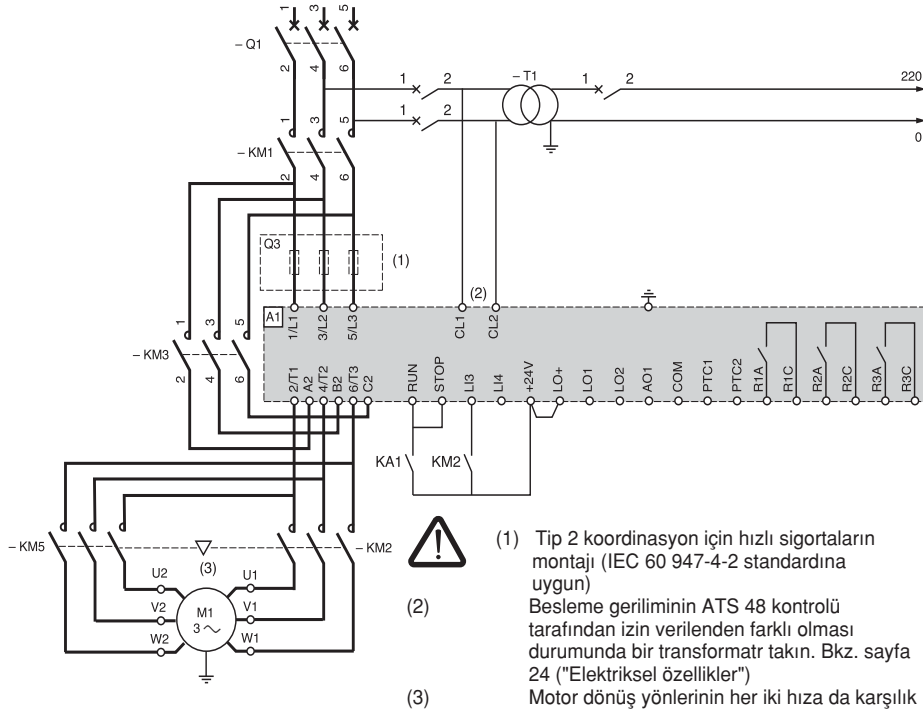 1 3 5
– Q1
2 4 6
1 2 – T1 1 2 220
1 3 5 1 2 0
– KM1
2 4 6
Q3 (1)
(2)
A1 1/L1 3/L2 5/L3 CL1 CL2
1 3 5
– KM3
2 4 6
2/T1 A2 4/T2 B2 6/T3 C2 RUN STOP LI3 LI4 +24V LO+ LO1 LO2 AO1 COM PTC1 PTC2 R1A R1C R2A R2C R3A R3C
KA1 KM2
– KM5 (3) – KM2
U2 U1
V2 M1 V1
3
W2 W1
(1) Tip 2 koordinasyon için hızlı sigortaların
montajı (IEC 60 947-4-2 standardına
uygun)
(2) Besleme geriliminin ATS 48 kontrolü
tarafından izin verilenden farklı olması
durumunda bir transformatr takın. Bkz. sayfa
24 ("Elektriksel özellikler")
(3) Motor dönüş yönlerinin her iki hıza da karşılık